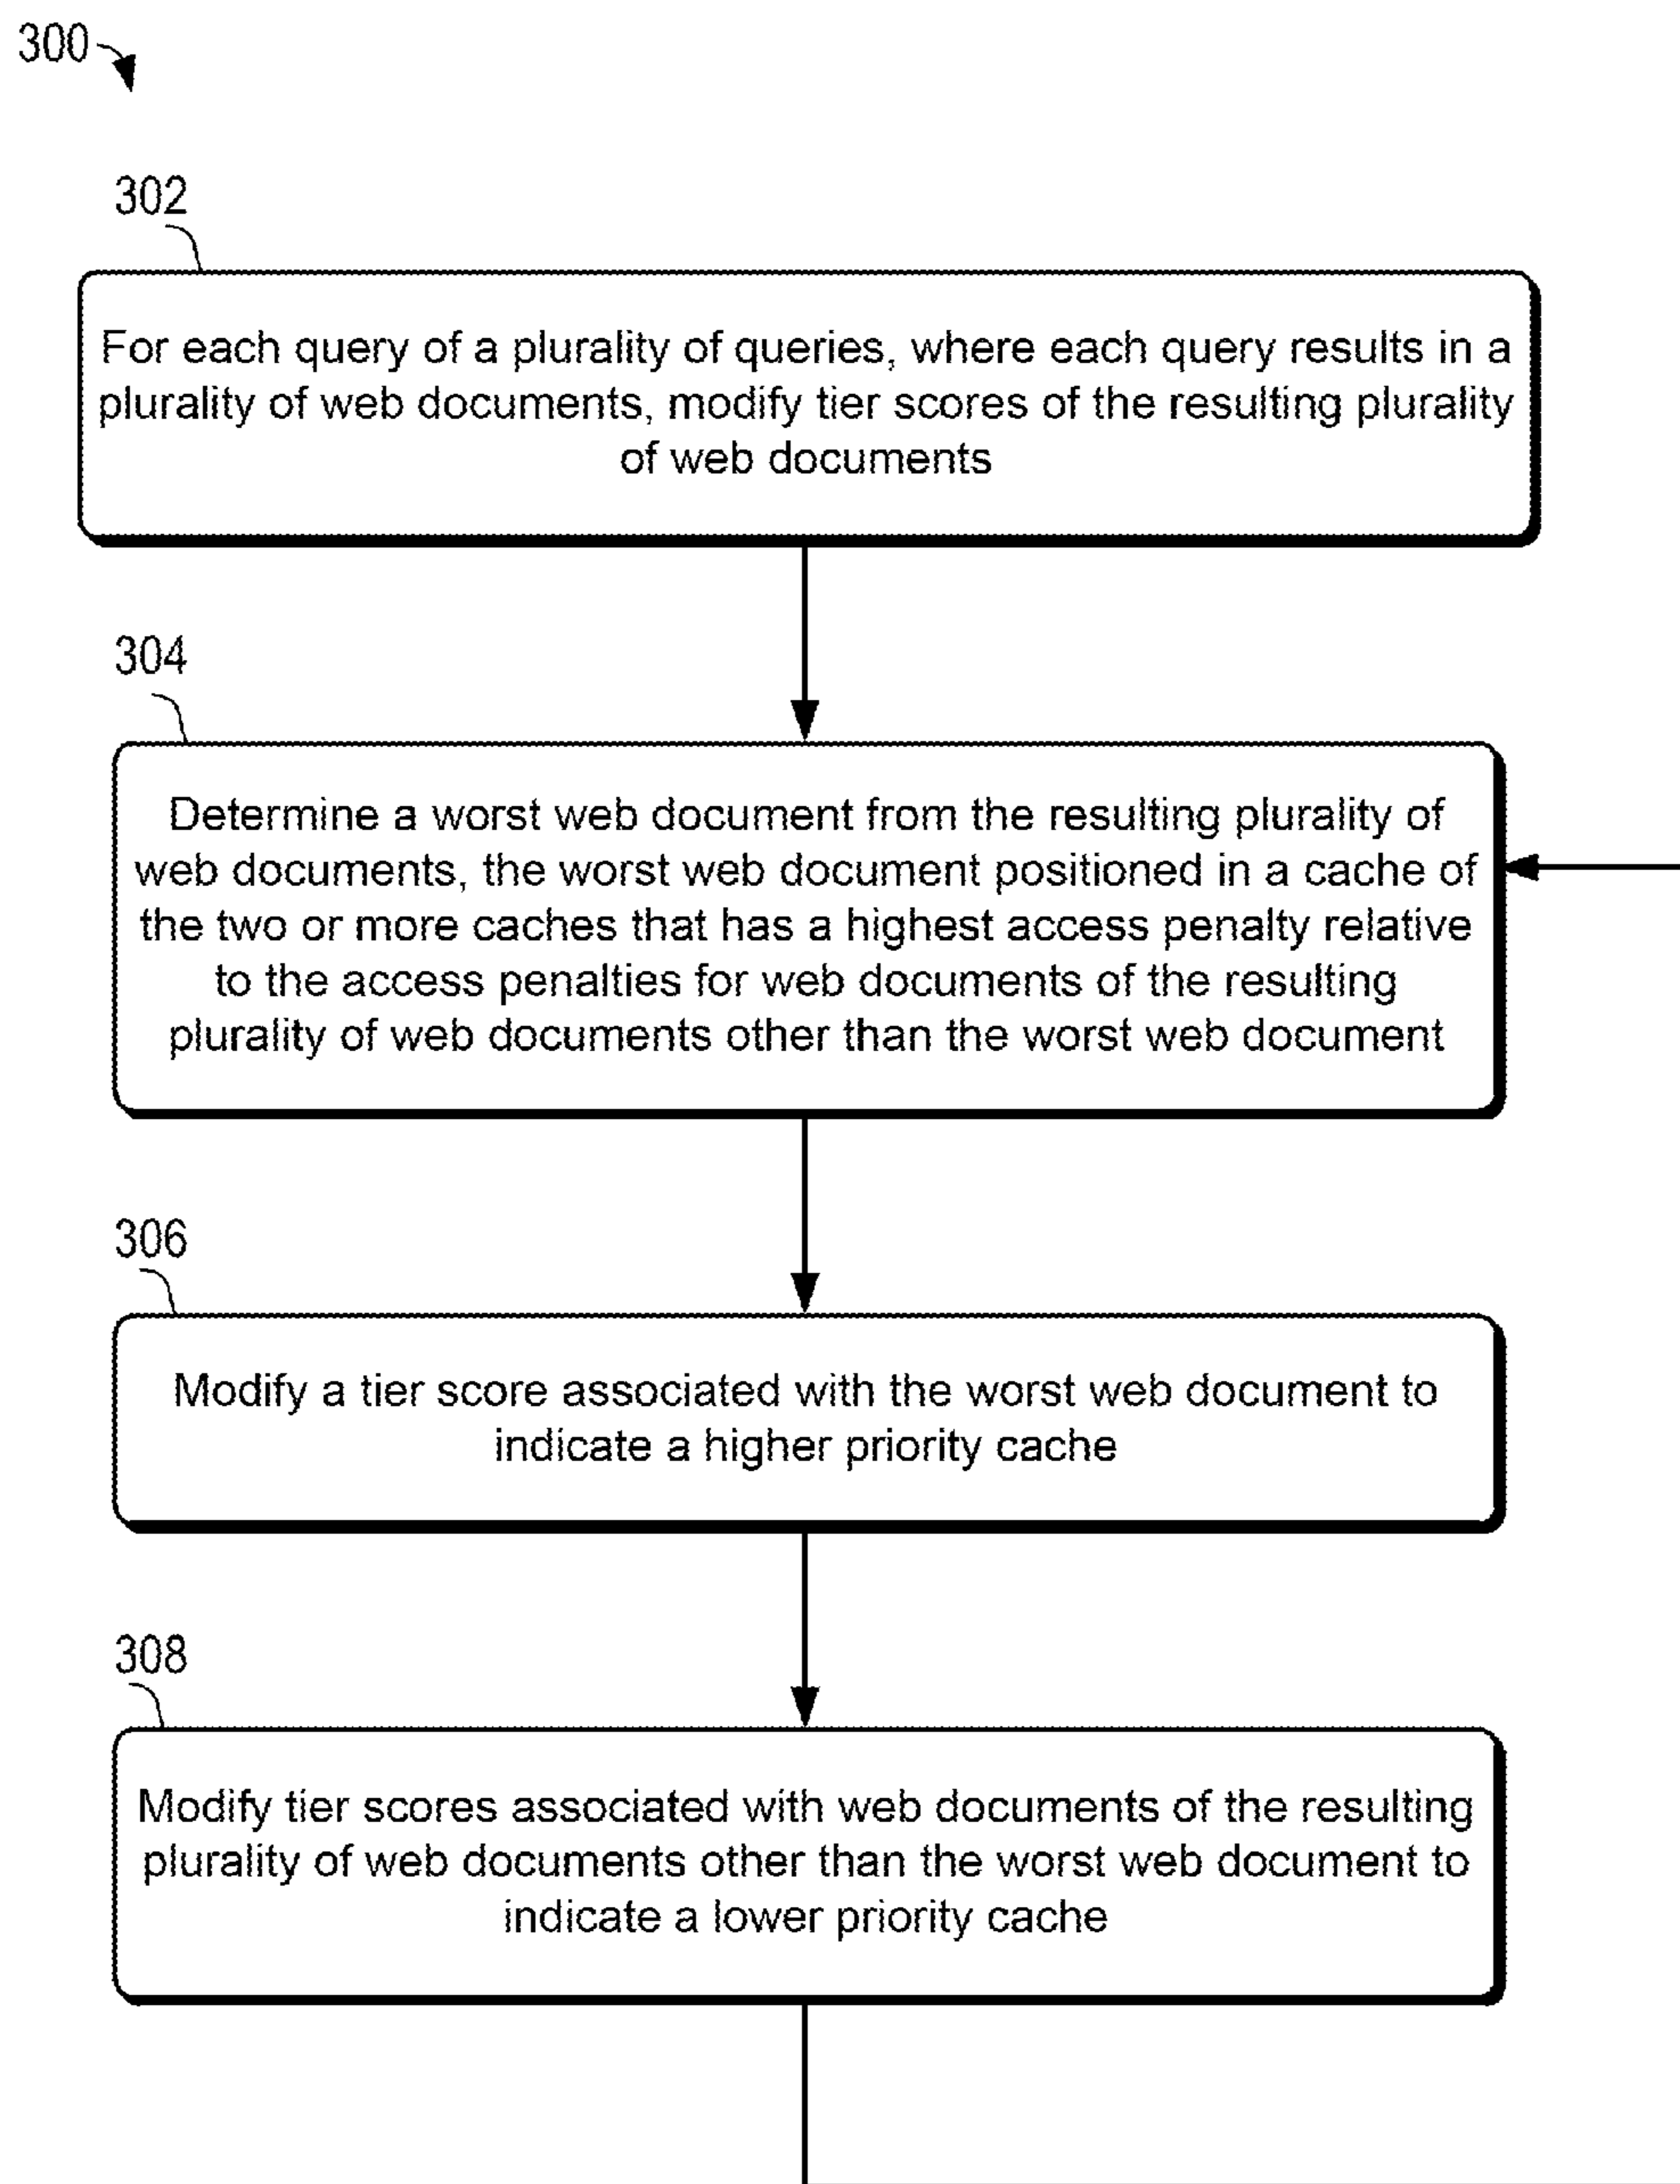 300
302
For each query of a plurality of queries, where each query results in a
plurality of web documents, modify tier scores of the resulting plurality
of web documents
304
Determine a worst web document from the resulting plurality of
web documents, the worst web document positioned in a cache of
the two or more caches that has a highest access penalty relative
to the access penalties for web documents of the resulting
plurality of web documents other than the worst web document
306
Modify a tier score associated with the worst web document to
indicate a higher priority cache
308
Modify tier scores associated with web documents of the resulting
plurality of web documents other than the worst web document to
indicate a lower priority cache